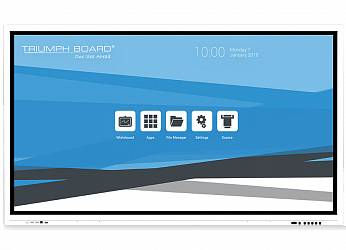 TRIUMPH BOARD®
10:00
Monday 7
January 2019
Whiteboard
Apps
File Manager
Settings
Source